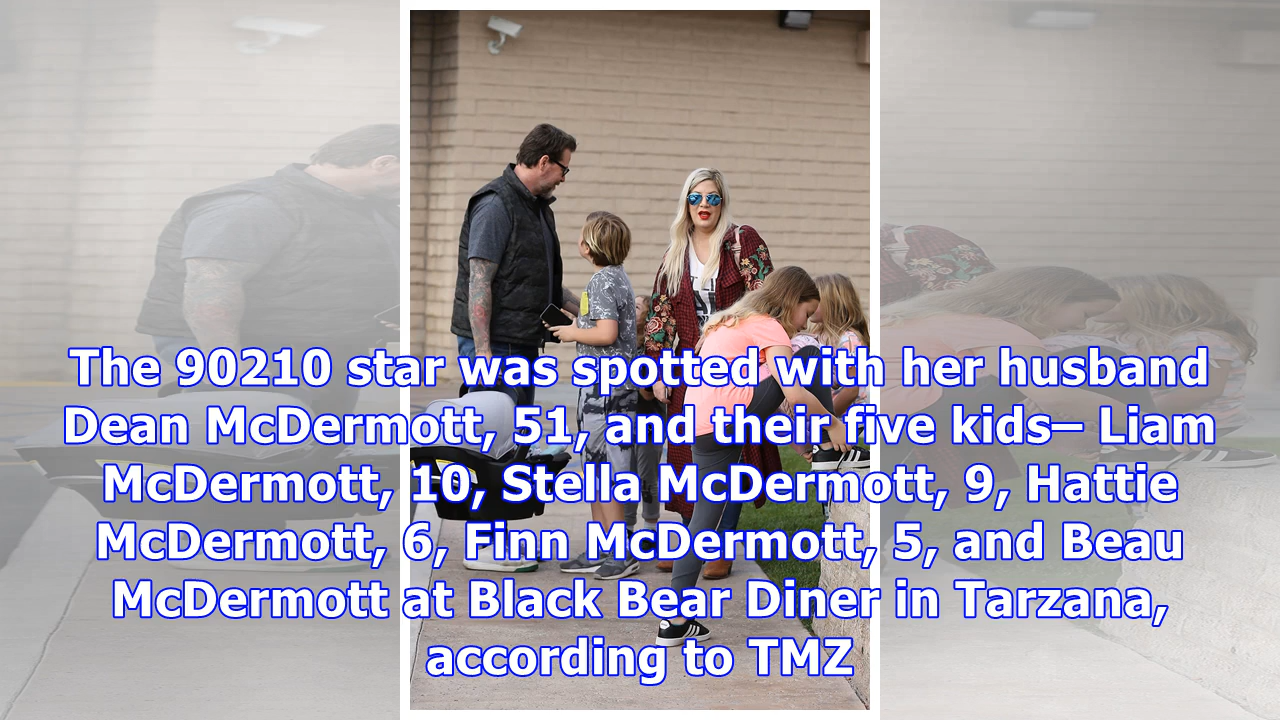 The 90210 star was spotted with her husband
Dean McDermott, 51, and their five kids— Liam
McDermott, 10, Stella McDermott, 9, Hattie
McDermott, 6, Finn McDermott, 5, and Beau
McDermott at Black Bear Diner in Tarzana,
according to TMZ